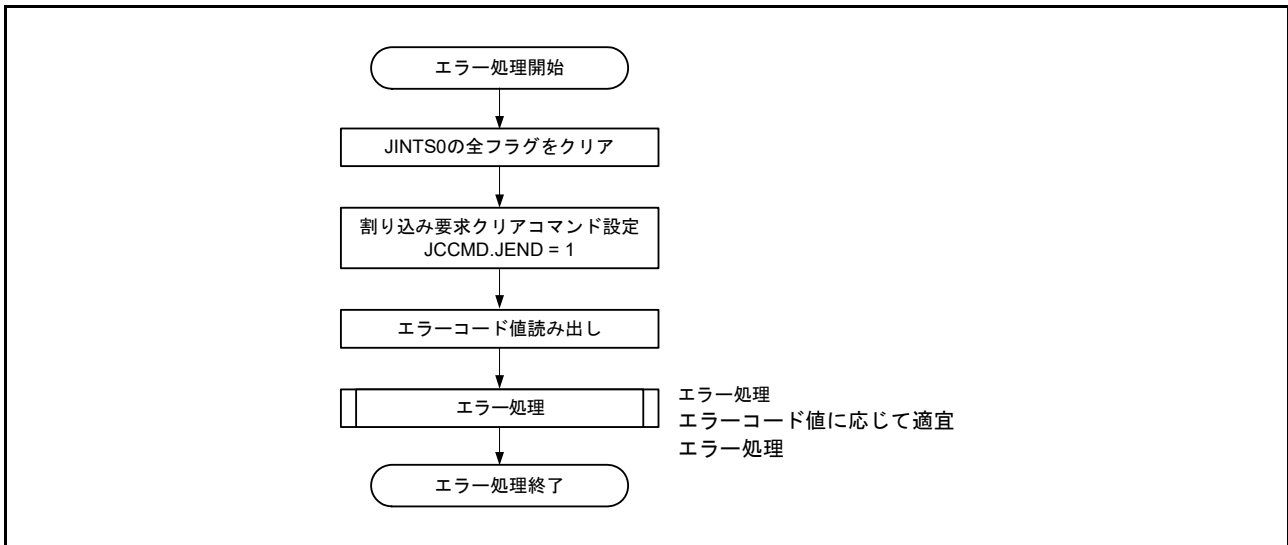 エラー処理開始
JINTS0の全フラグをクリア
割り込み要求クリアコマンド設定
JCCMD.JEND = 1
エラーコード値読み出し
エラー処理
エラー処理
エラーコード値に応じて適宜
エラー処理
エラー処理終了